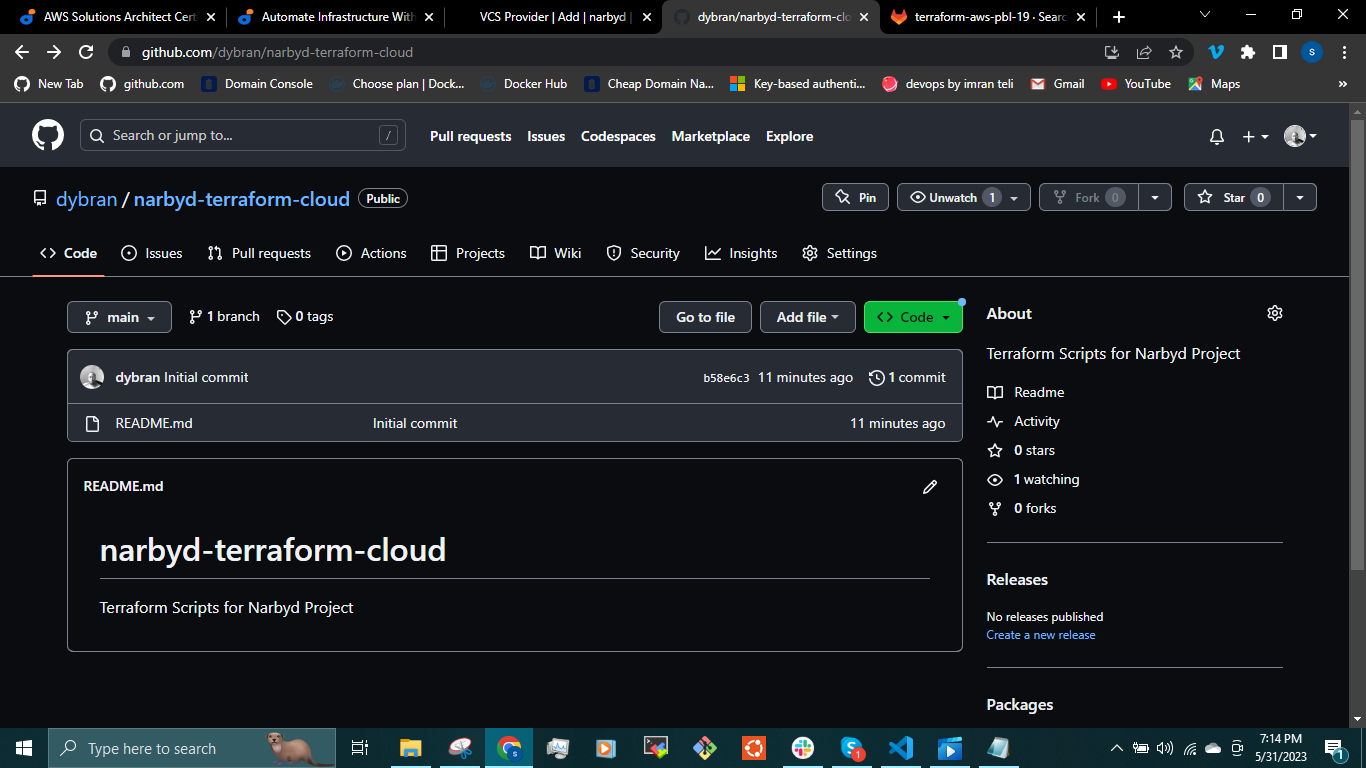 AWS Solutions Architect Cert
Automate Infrastructure With
VCS Provider | Add | narbyd |
dybran/narbyd-terraform-clo
terraform-aws-pbl-19 · Searc
github.com/dybran/narbyd-terraform-cloud
S
New Tab
github.com
Domain Console
Choose plan | Dock...
Docker Hub
Cheap Domain Na...
Key-based authenti...
devops by imran teli
Gmail
YouTube
Maps
»
Search or jump to...
/
Pull requests
Issues
Codespaces
Marketplace
Explore
dybran / narbyd-terraform-cloud
Public
Pin
Unwatch 1
Fork 0
Star 0
Code
Issues
Pull requests
Actions
Projects
Wiki
Security
Insights
Settings
main
1 branch
0 tags
Go to file
Add file
Code
About
Terraform Scripts for Narbyd Project
dybran Initial commit
b58e6c3 11 minutes ago
1 commit
README.md
Initial commit
11 minutes ago
Readme
Activity
0 stars
1 watching
0 forks
README.md
narbyd-terraform-cloud
Terraform Scripts for Narbyd Project
Releases
No releases published
Create a new release
Packages
Type here to search
S
1
7:14 PM
5/31/2023
1